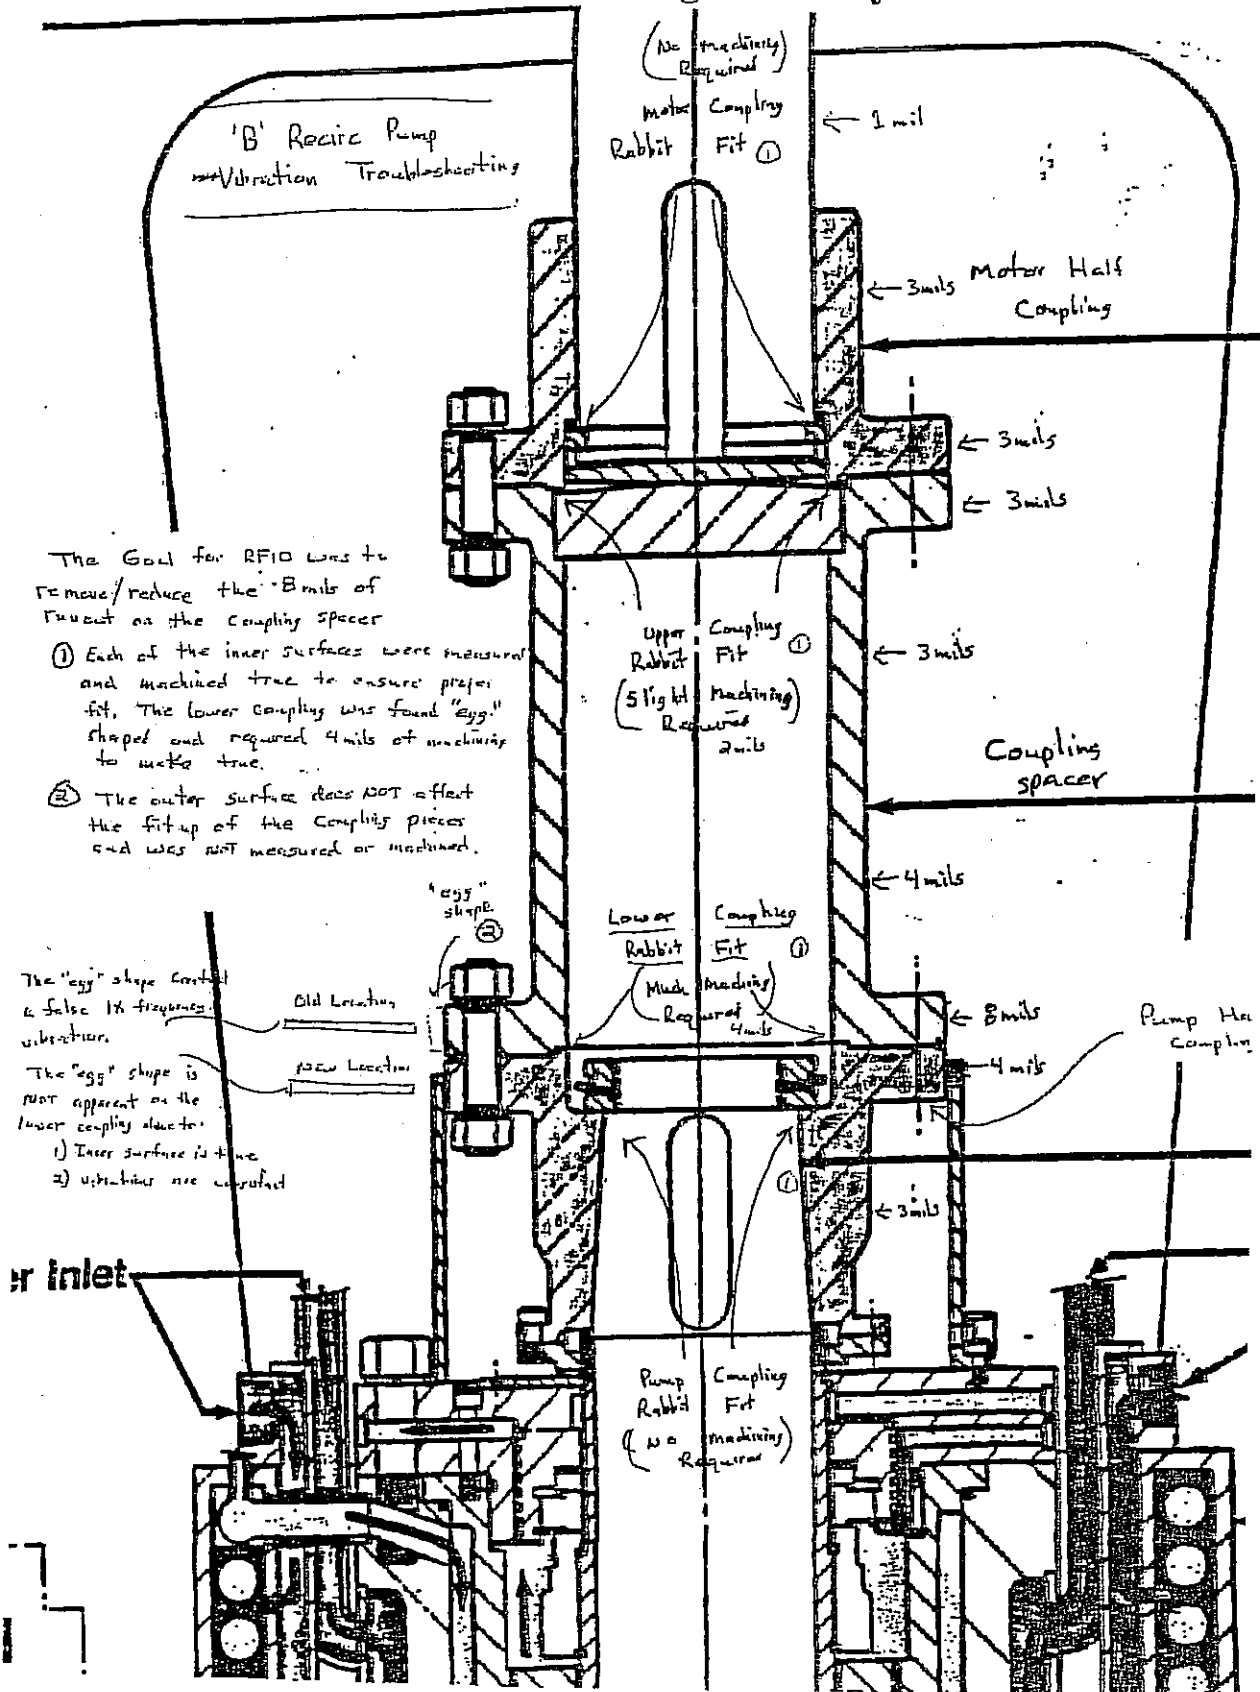 (No machining)
Required
Motor Coupling
Rabbit Fit ①
← 1 mil
'B' Recirc Pump
Vibration Troubleshooting
← 3 mils
Motor Half
Coupling
← 3 mils
← 3 mils
The Goal for RF10 was to
remove/reduce the 8 mils of
runout on the coupling spacer
① Each of the inner surfaces were measured
and machined true to ensure proper
fit. The lower coupling was found "egg"
shaped and required 4 mils of machining
to make true.
② The outer surface does NOT affect
the fit-up of the coupling pieces
and was NOT measured or machined.
Upper Coupling
Rabbit Fit ①
(Slight Machining)
Required
2 mils
← 3 mils
Coupling
spacer
← 4 mils
"egg"
shape
②
Lower Coupling
Rabbit Fit ①
(Much Machining)
Required
4 mils
The "egg" shape created
a false 1X frequency
vibration.
Old Location
← 8 mils
Pump Ha
Couplin
The "egg" shape is
NOT apparent on the
lower coupling
1) Inner surface is true
2) vibrations are
New Location
← 4 mils
①
← 3 mils
er Inlet
Pump Coupling
Rabbit Fit
(No machining)
Required